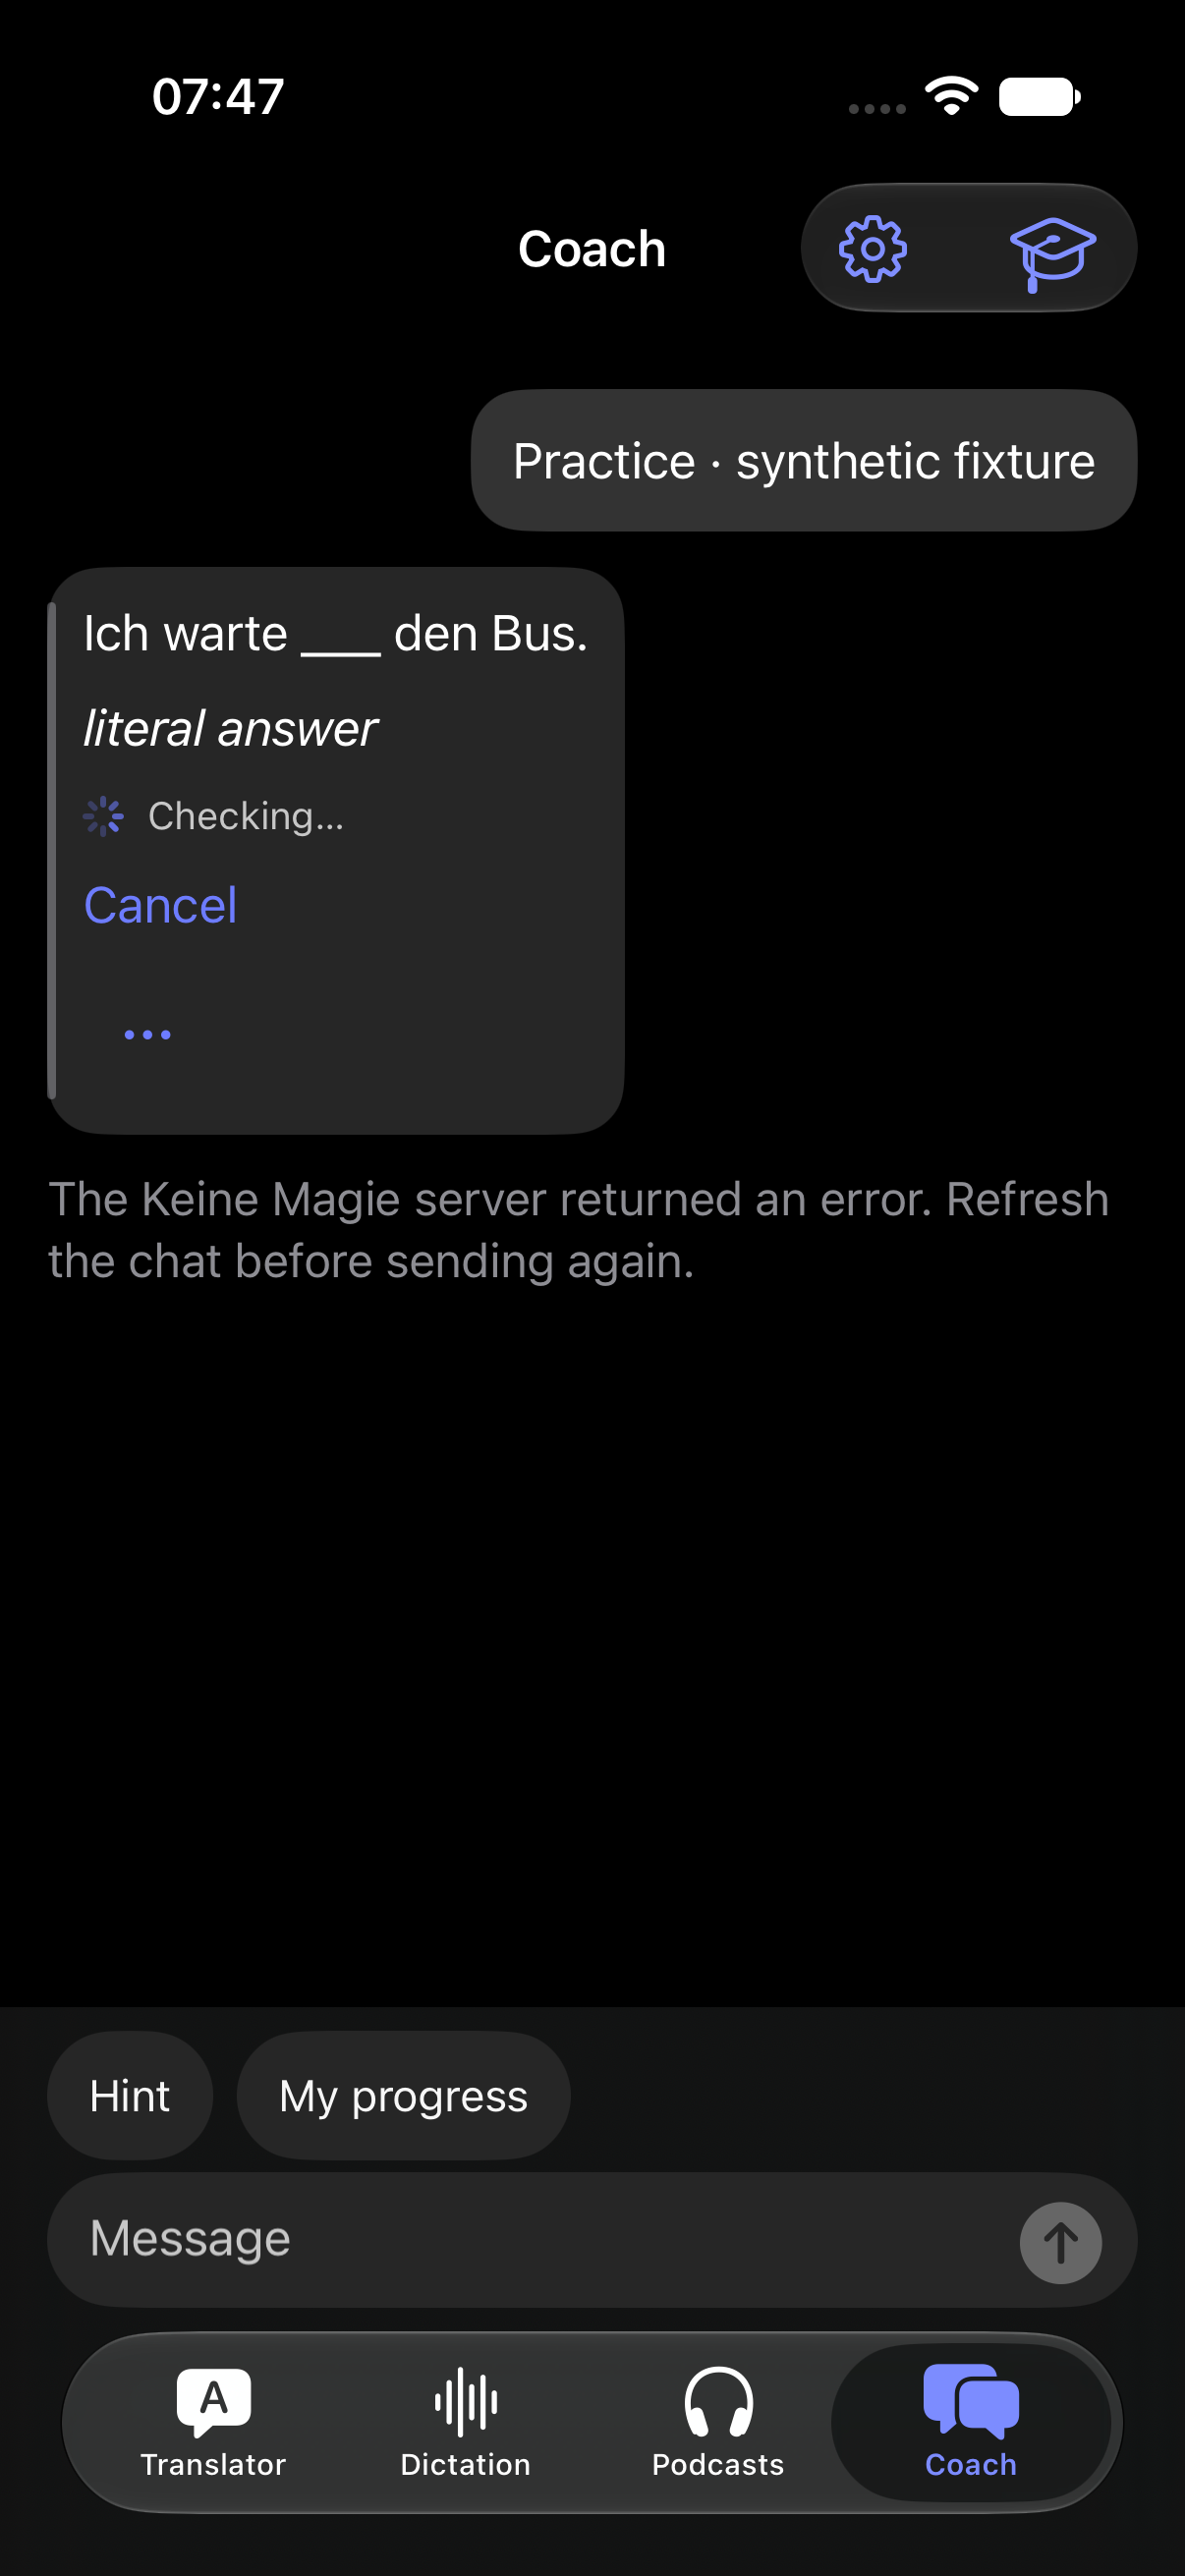 07:47
Coach
Practice · synthetic fixture
Ich warte ____ den Bus.
literal answer
Checking...
Cancel
...
The Keine Magie server returned an error. Refresh
the chat before sending again.
Hint
My progress
Message
A
Translator
Dictation
Podcasts
Coach